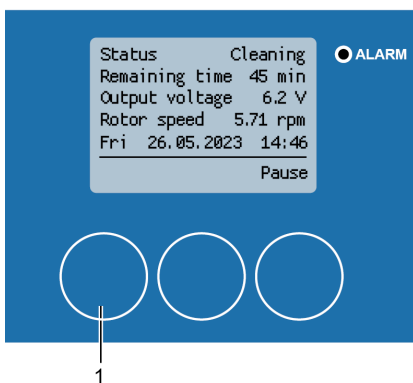 Status Cleaning
ALARM
Remaining time 45 min
Output voltage 6.2 V
Rotor speed 5.71 rpm
Fri 26.05.2023 14:46
Pause
1